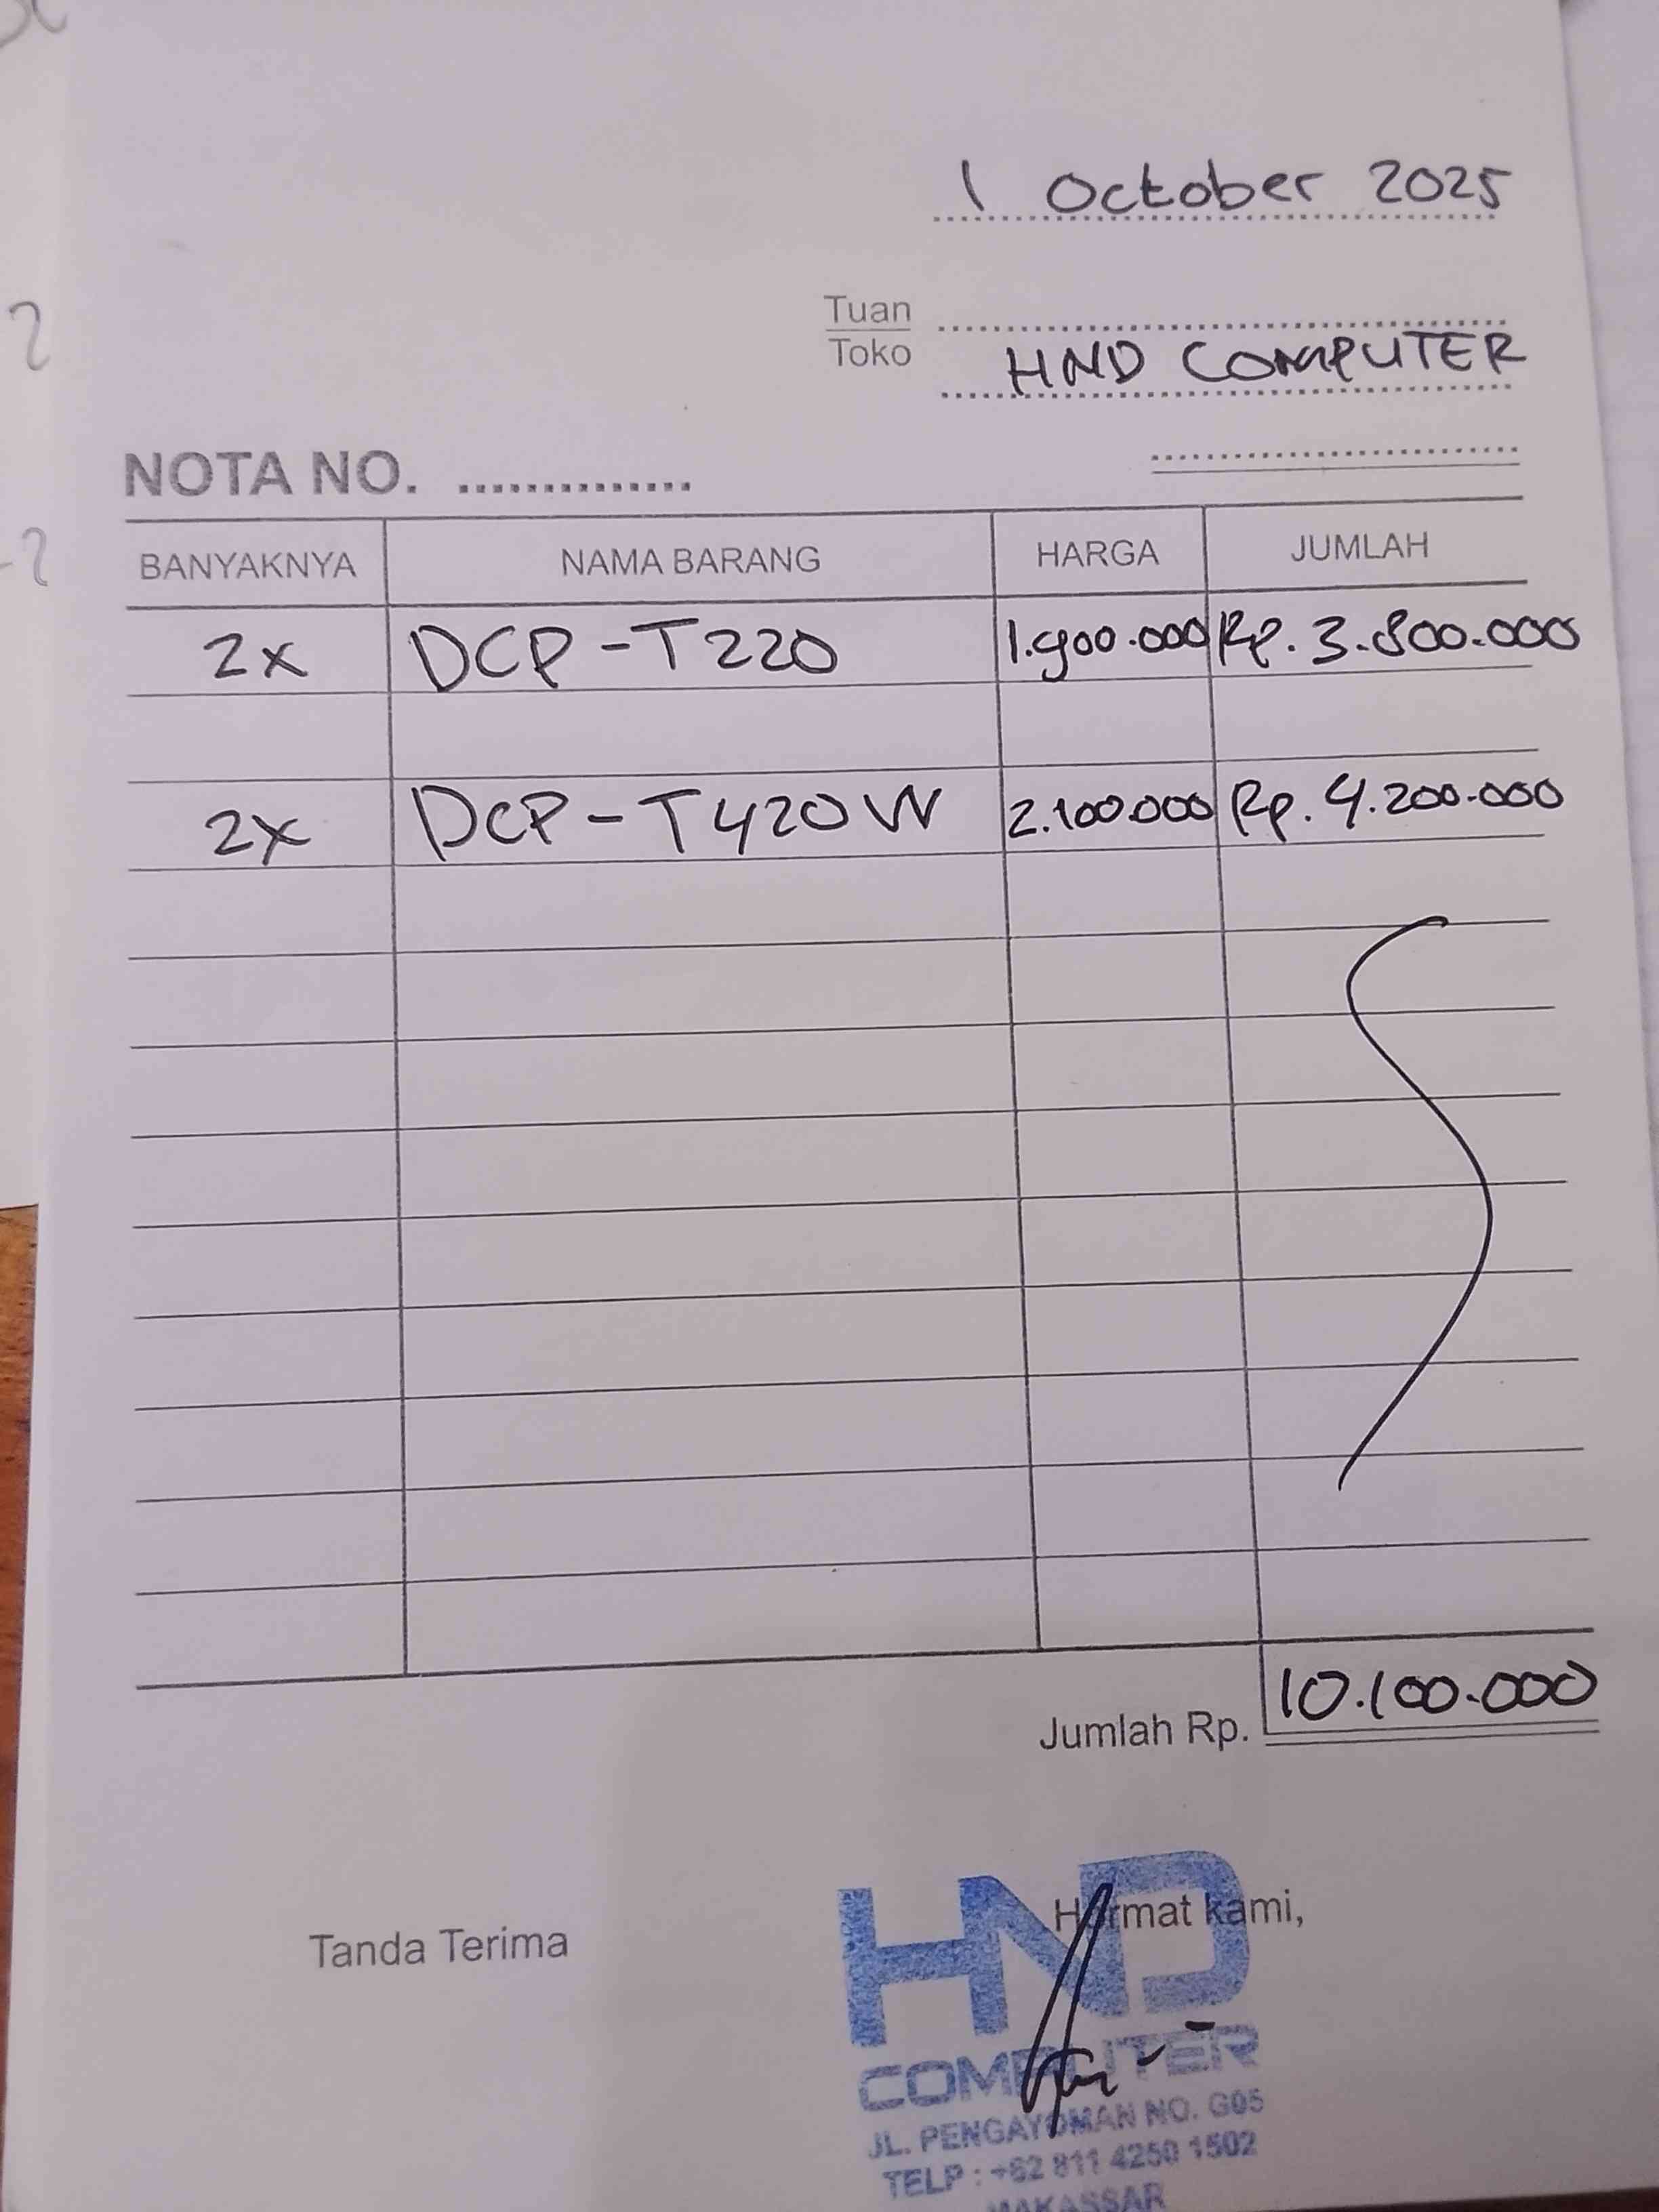 1 October 2025
Tuan
Toko HND COMPUTER
NOTA NO. ..............
BANYAKNYA NAMA BARANG HARGA JUMLAH
2x DCP-T220 1.900.000 Rp. 3.800.000
2x DCP-T420W 2.100.000 Rp. 4.200.000
Jumlah Rp. 10.100.000
Tanda Terima Hormat kami,
HND
COMPUTER
JL. PENGAYOMAN NO. G05
TELP : +62 811 4250 1502
MAKASSAR